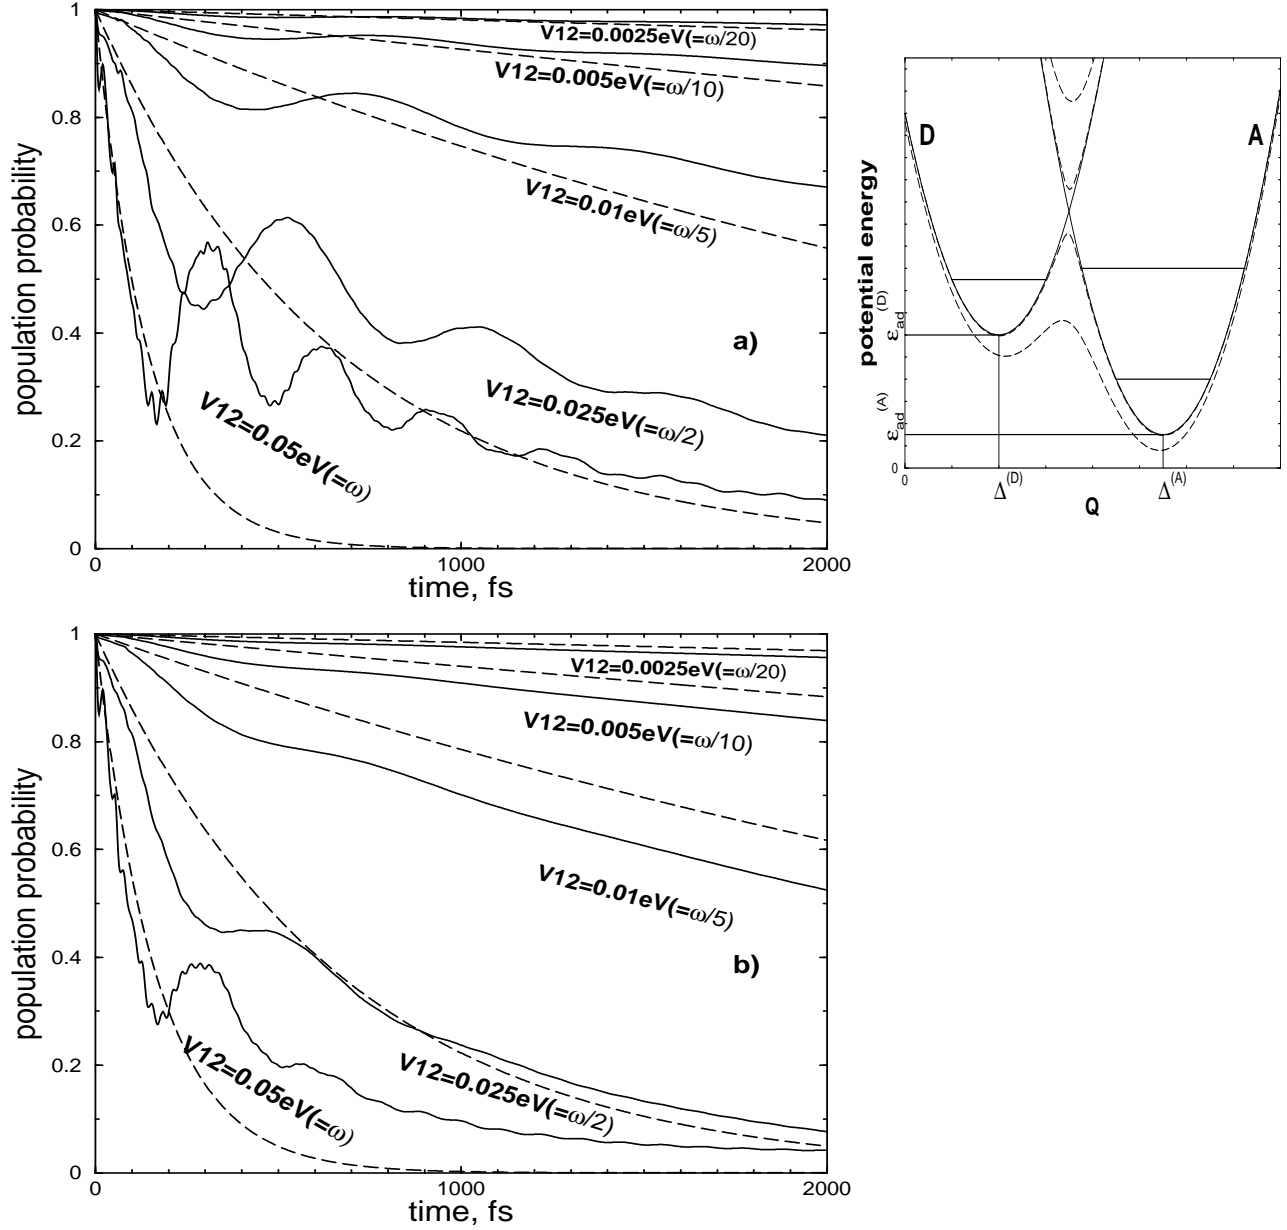 1
0.8
0.6
0.4
0.2
0
population probability
V12=0.0025eV(=ω/20)
V12=0.005eV(=ω/10)
V12=0.01eV(=ω/5)
a)
V12=0.025eV(=ω/2)
V12=0.05eV(=ω)
0
1000
2000
time, fs
D
A
potential energy
ε_ad^(D)
ε_ad^(A)
0
0
Δ^(D)
Δ^(A)
Q
1
0.8
0.6
0.4
0.2
0
population probability
V12=0.0025eV(=ω/20)
V12=0.005eV(=ω/10)
V12=0.01eV(=ω/5)
b)
V12=0.025eV(=ω/2)
V12=0.05eV(=ω)
0
1000
2000
time, fs